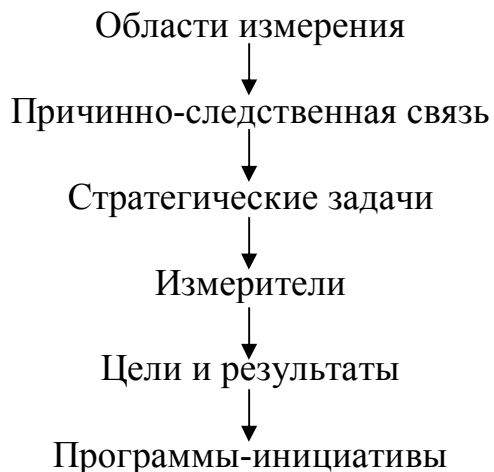 Области измерения
Причинно-следственная связь
Стратегические задачи
Измерители
Цели и результаты
Программы-инициативы